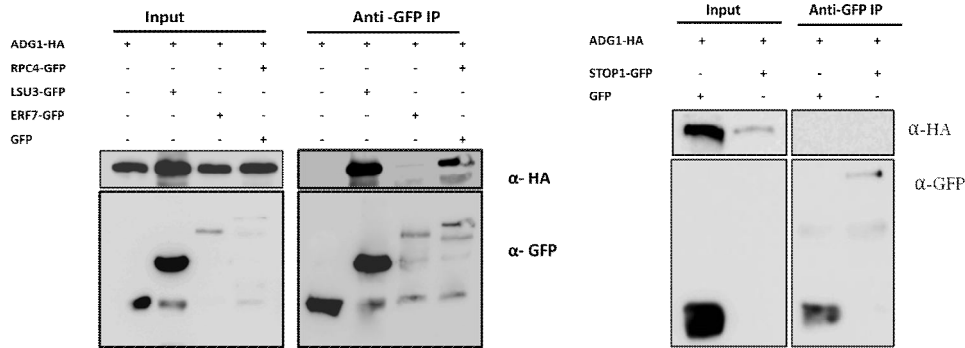 Input Anti -GFP IP
ADG1-HA + + + + + + + +
RPC4-GFP - - - + - - - +
LSU3-GFP - + - - - + - -
ERF7-GFP - - + - - - + -
GFP - - - + - - - +
α- HA
α- GFP
Input Anti-GFP IP
ADG1-HA + + + +
STOP1-GFP - + - +
GFP + - + -
α-HA
α-GFP